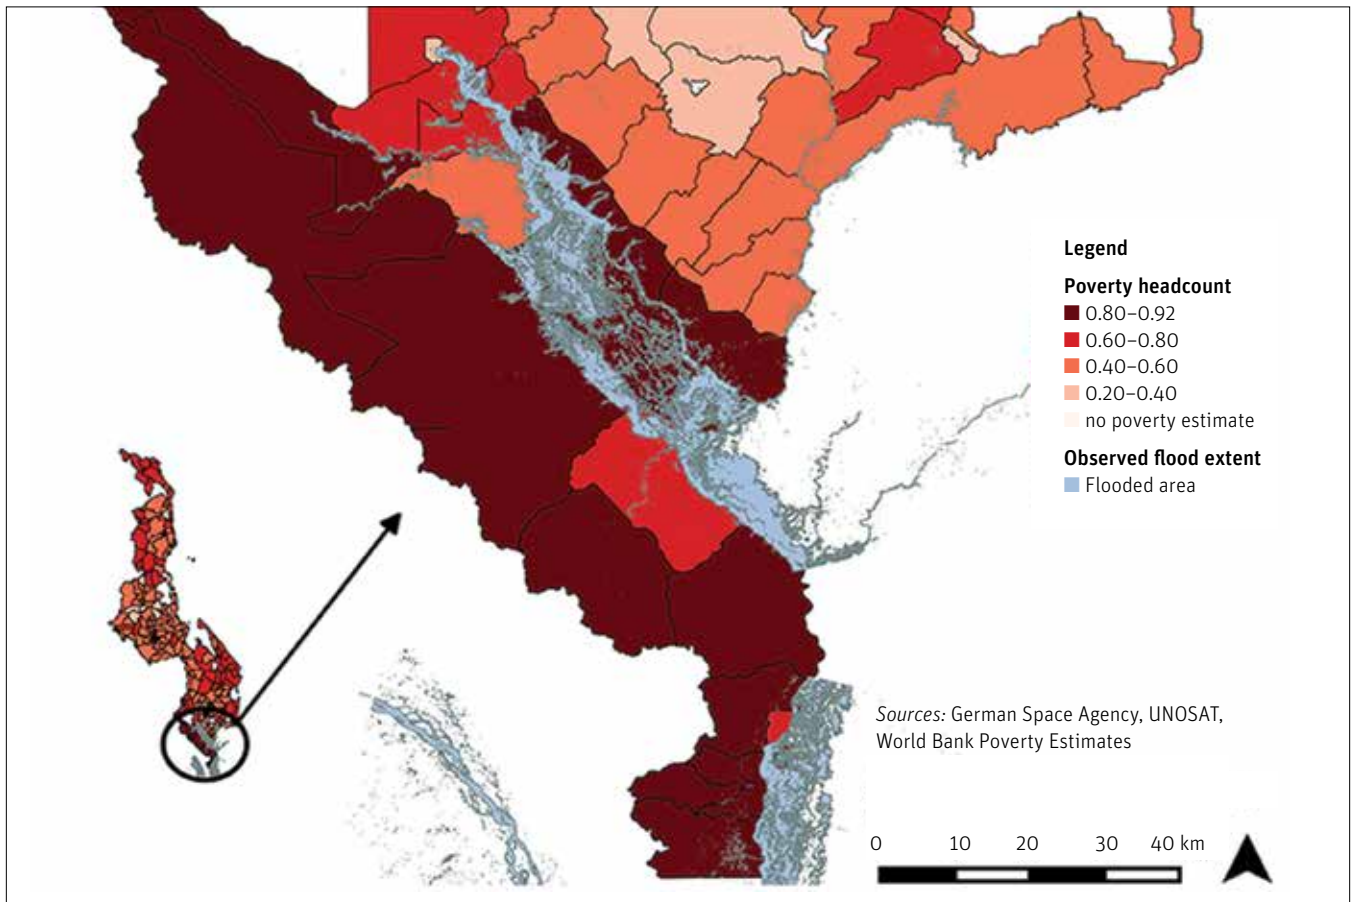 Legend
Poverty headcount
0.80–0.92
0.60–0.80
0.40–0.60
0.20–0.40
no poverty estimate
Observed flood extent
Flooded area
Sources: German Space Agency, UNOSAT,
World Bank Poverty Estimates
0 10 20 30 40 km